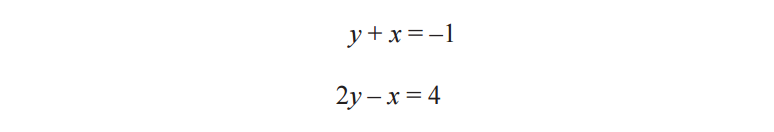 y + x = –1
2y – x = 4